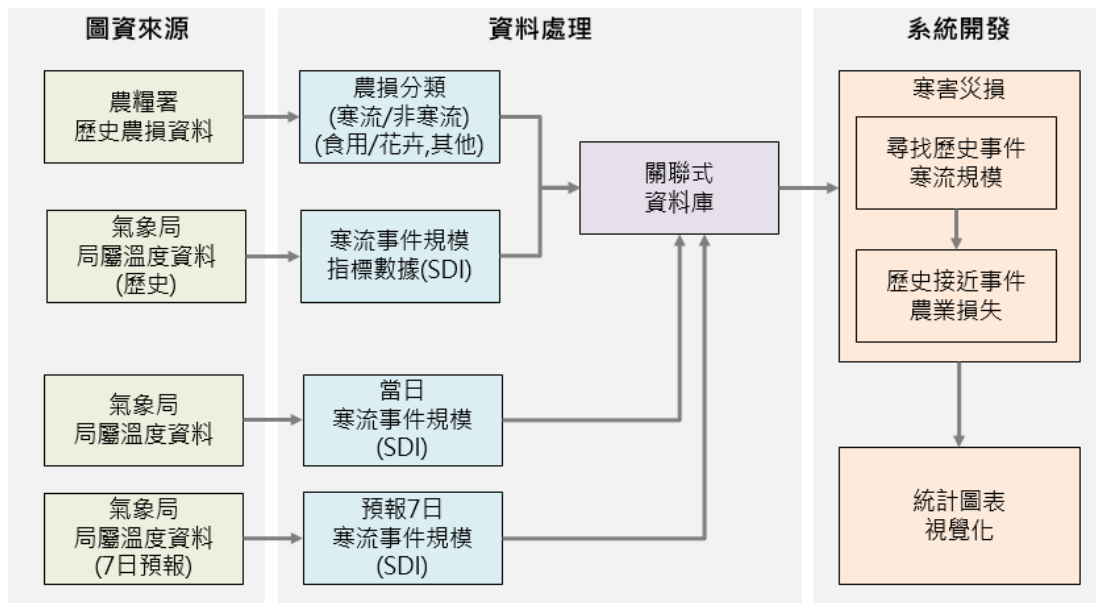 圖資來源
農糧署
歷史農損資料
氣象局
局屬溫度資料
(歷史)
氣象局
局屬溫度資料
氣象局
局屬溫度資料
(7日預報)
資料處理
農損分類
(寒流/非寒流)
(食用/花卉,其他)
寒流事件規模
指標數據(SDI)
當日
寒流事件規模
(SDI)
預報7日
寒流事件規模
(SDI)
關聯式
資料庫
系統開發
寒害災損
尋找歷史事件
寒流規模
歷史接近事件
農業損失
統計圖表
視覺化